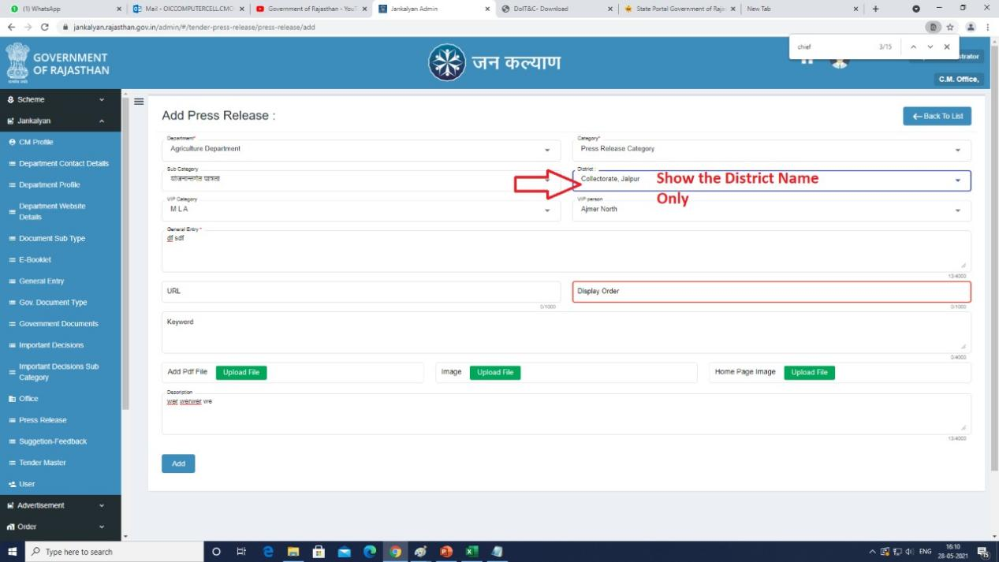 (1) WhatsApp
Mail - OICCOMPUTERCELL.CMO
Government of Rajasthan - YouT
Jankalyan Admin
DoIT&C- Download
State Portal Government of Raja
New Tab
jankalyan.rajasthan.gov.in/admin/#/tender-press-release/press-release/add
chief 3/15
GOVERNMENT
OF RAJASTHAN
जन कल्याण
strator
C.M. Office,
Scheme
Jankalyan
CM Profile
Department Contact Details
Department Profile
Department Website
Details
Document Sub Type
E-Booklet
General Entry
Gov. Document Type
Government Documents
Important Decisions
Important Decisions Sub
Category
Office
Press Release
Suggetion-Feedback
Tender Master
User
Advertisement
Order
Add Press Release :
Back To List
Department*
Agriculture Department
Category*
Press Release Category
Sub Category
योजनान्तर्गत पात्रता
District :
Collectorate, Jaipur
Show the District Name
Only
VIP Category
M L A
VIP person
Ajmer North
General Entry *
df sdf
13/4000
URL
0/1000
Display Order
0/1000
Keyword
0/4000
Add Pdf File Upload File
Image Upload File
Home Page Image Upload File
Description
wer werwer we
13/4000
Add
Type here to search
ENG
16:10
28-05-2021
15